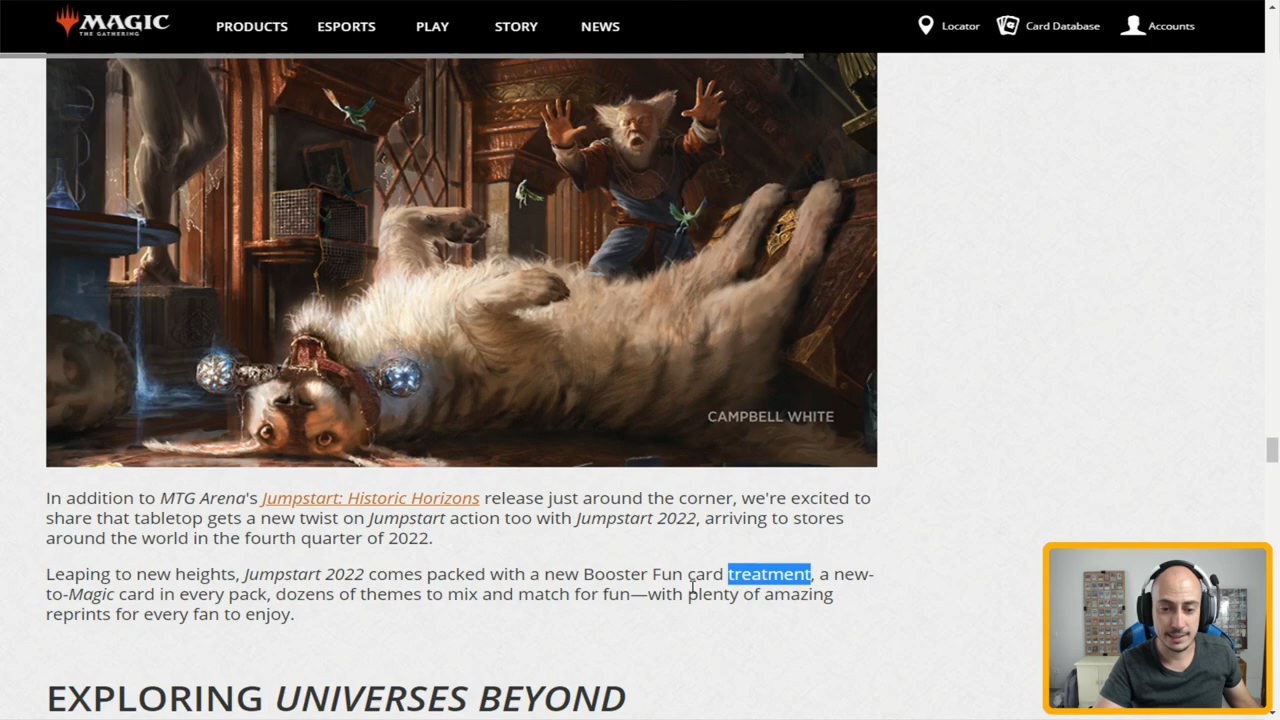 MAGIC
THE GATHERING
PRODUCTS ESPORTS PLAY STORY NEWS Locator Card Database Accounts
CAMPBELL WHITE
In addition to MTG Arena's Jumpstart: Historic Horizons release just around the corner, we're excited to
share that tabletop gets a new twist on Jumpstart action too with Jumpstart 2022, arriving to stores
around the world in the fourth quarter of 2022.
Leaping to new heights, Jumpstart 2022 comes packed with a new Booster Fun card treatment, a new-
to-Magic card in every pack, dozens of themes to mix and match for fun—with plenty of amazing
reprints for every fan to enjoy.
EXPLORING UNIVERSES BEYOND